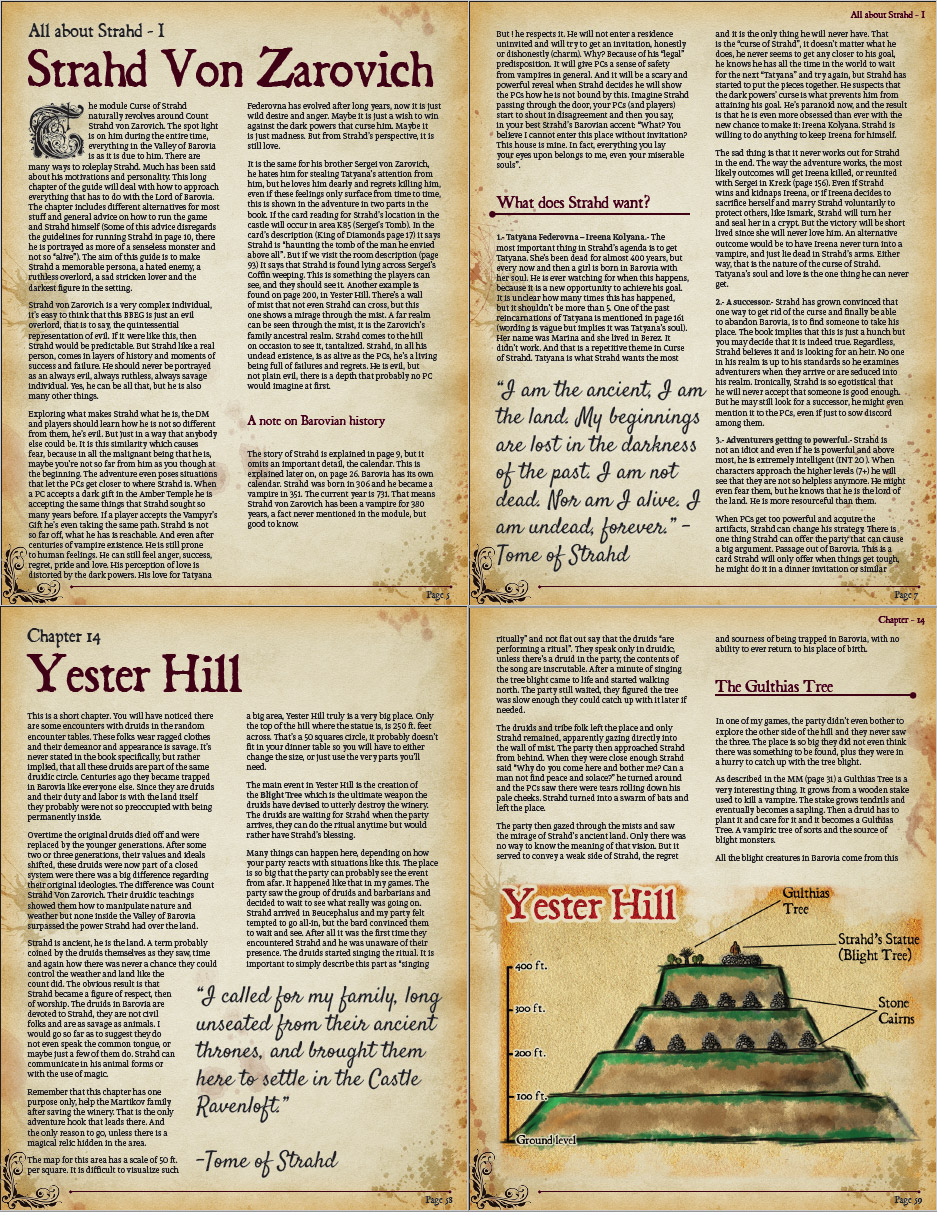 All about Strahd - I
Strahd Von Zarovich
The module Curse of Strahd
naturally revolves around Count
Strahd von Zarovich. The spot light
is on him during the entire time,
everything in the Valley of Barovia
is as it is due to him. There are
many ways to roleplay Strahd. Much has been said
about his motivations and personality. This long
chapter of the guide will deal with how to approach
everything that has to do with the Lord of Barovia.
The chapter includes different alternatives for most
stuff and general advice on how to run the game
and Strahd himself (Some of this advice disregards
the guidelines for running Strahd in page 10, there
he is portrayed as more of a senseless monster and
not so "alive"). The aim of this guide is to make
Strahd a memorable persona, a hated enemy, a
ruthless overlord, a sad stricken lover and the
darkest figure in the setting.
Strahd von Zarovich is a very complex individual,
it's easy to think that this BBEG is just an evil
overlord, that is to say, the quintessential
representation of evil. If it were like this, then
Strahd would be predictable. But Strahd like a real
person, comes in layers of history and moments of
success and failure. He should never be portrayed
as an always evil, always ruthless, always savage
individual. Yes, he can be all that, but he is also
many other things.
Exploring what makes Strahd what he is, the DM
and players should learn how he is not so different
from them, he's evil. But just in a way that anybody
else could be. It is this similarity which causes
fear, because in all the malignant being that he is,
maybe you're not so far from him as you though at
the beginning. The adventure even poses situations
that let the PCs get closer to where Strahd is. When
a PC accepts a dark gift in the Amber Temple he is
accepting the same things that Strahd sought so
many years before. If a player accepts the Vampyr's
Gift he's even taking the same path. Strahd is not
so far off, what he has is reachable. And even after
centuries of vampire existence. He is still prone
to human feelings. He can still feel anger, success,
regret, pride and love. His perception of love is
distorted by the dark powers. His love for Tatyana
Federovna has evolved after long years, now it is just
wild desire and anger. Maybe it is just a wish to win
against the dark powers that curse him. Maybe it
is just madness. But from Strahd's perspective, it is
still love.
It is the same for his brother Sergei von Zarovich,
he hates him for stealing Tatyana's attention from
him, but he loves him dearly and regrets killing him,
even if these feelings only surface from time to time,
this is shown in the adventure in two parts in the
book. If the card reading for Strahd's location in the
castle will occur in area K85 (Sergei's Tomb). In the
card's description (King of Diamonds page 17) it says
Strahd is "haunting the tomb of the man he envied
above all". But if we visit the room description (page
93) it says that Strahd is found lying across Sergei's
Coffin weeping. This is something the players can
see, and they should see it. Another example is
found on page 200, in Yester Hill. There's a wall
of mist that not even Strahd can cross, but this
one shows a mirage through the mist. A far realm
can be seen through the mist, it is the Zarovich's
family ancestral realm. Strahd comes to the hill
on occasion to see it, tantalized. Strahd, in all his
undead existence, is as alive as the PCs, he's a living
being full of failures and regrets. He is evil, but
not plain evil, there is a depth that probably no PC
would imagine at first.
A note on Barovian history
The story of Strahd is explained in page 9, but it
omits an important detail, the calendar. This is
explained later on, on page 26. Barovia has its own
calendar. Strahd was born in 306 and he became a
vampire in 351. The current year is 731. That means
Strahd von Zarovich has been a vampire for 380
years, a fact never mentioned in the module, but
good to know.
Page 5
All about Strahd - I
But ! he respects it. He will not enter a residence
uninvited and will try to get an invitation, honestly
or dishonestly (charm). Why? Because of his "legal"
predisposition. It will give PCs a sense of safety
from vampires in general. And it will be a scary and
powerful reveal when Strahd decides he will show
the PCs how he is not bound by this. Imagine Strahd
passing through the door, your PCs (and players)
start to shout in disagreement and then you say,
in your best Strahd's Barovian accent: "What? You
believe I cannot enter this place without invitation?
This house is mine. In fact, everything you lay
your eyes upon belongs to me, even your miserable
souls".
What does Strahd want?
1.- Tatyana Federovna – Ireena Kolyana.- The
most important thing in Strahd's agenda is to get
Tatyana. She's been dead for almost 400 years, but
every now and then a girl is born in Barovia with
her soul. He is ever watching for when this happens,
because it is a new opportunity to achieve his goal.
It is unclear how many times this has happened,
but it shouldn't be more than 5. One of the past
reincarnations of Tatyana is mentioned in page 161
(wording is vague but implies it was Tatyana's soul).
Her name was Marina and she lived in Berez. It
didn't work. And that is a repetitive theme in Curse
of Strahd. Tatyana is what Strahd wants the most
"I am the ancient, I am
the land. My beginnings
are lost in the darkness
of the past. I am not
dead. Nor am I alive. I
am undead, forever." –
Tome of Strahd
and it is the only thing he will never have. That
is the "curse of Strahd", it doesn't matter what he
does, he never seems to get any closer to his goal,
he knows he has all the time in the world to wait
for the next "Tatyana" and try again, but Strahd has
started to put the pieces together. He suspects that
the dark powers' curse is what prevents him from
attaining his goal. He's paranoid now, and the result
is that he is even more obsessed than ever with the
new chance to make it: Ireena Kolyana. Strahd is
willing to do anything to keep Ireena for himself.
The sad thing is that it never works out for Strahd
in the end. The way the adventure works, the most
likely outcomes will get Ireena killed, or reunited
with Sergei in Krezk (page 156). Even if Strahd
wins and kidnaps Ireena, or if Ireena decides to
sacrifice herself and marry Strahd voluntarily to
protect others, like Ismark, Strahd will turn her
and seal her in a crypt. But the victory will be short
lived since she will never love him. An alternative
outcome would be to have Ireena never turn into a
vampire, and just lie dead in Strahd's arms. Either
way, that is the nature of the curse of Strahd.
Tatyana's soul and love is the one thing he can never
get.
2.- A successor.- Strahd has grown convinced that
one way to get rid of the curse and finally be able
to abandon Barovia, is to find someone to take his
place. The book implies that this is just a hunch but
you may decide that it is indeed true. Regardless,
Strahd believes it and is looking for an heir. No one
in his realm is up to his standards so he examines
adventurers when they arrive or are seduced into
his realm. Ironically, Strahd is so egotistical that
he will never accept that someone is good enough.
But he may still look for a successor, he might even
mention it to the PCs, even if just to sow discord
among them.
3.- Adventurers getting to powerful.- Strahd is
not an idiot and even if he is powerful and above
most, he is extremely intelligent (INT 20 ). When
characters approach the higher levels (7+) he will
see that they are not so helpless anymore. He might
even fear them, but he knows that he is the lord of
the land. He is more resourceful than them.
When PCs get too powerful and acquire the
artifacts, Strahd can change his strategy. There is
one thing Strahd can offer the party that can cause
a big argument. Passage out of Barovia. This is a
card Strahd will only offer when things get tough,
he might do it in a dinner invitation or similar
Page 7
Chapter 14
Yester Hill
This is a short chapter. You will have noticed there
are some encounters with druids in the random
encounter tables. These folks wear ragged clothes
and their demeanor and appearance is savage. It's
never stated in the book specifically, but rather
implied, that all these druids are part of the same
druidic circle. Centuries ago they became trapped
in Barovia like everyone else. Since they are druids
and their duty and labor is with the land itself
they probably were not so preoccupied with being
permanently inside.
Overtime the original druids died off and were
replaced by the younger generations. After some
two or three generations, their values and ideals
shifted, these druids were now part of a closed
system were there was a big difference regarding
their original ideologies. The difference was Count
Strahd Von Zarovich. Their druidic teachings
showed them how to manipulate nature and
weather but none inside the Valley of Barovia
surpassed the power Strahd had over the land.
Strahd is ancient, he is the land. A term probably
coined by the druids themselves as they saw, time
and again how there was never a chance they could
control the weather and land like the
count did. The obvious result is that
Strahd became a figure of respect, then
of worship. The druids in Barovia are
devoted to Strahd, they are not civil
folks and are as savage as animals. I
would go so far as to suggest they do
not even speak the common tongue, or
maybe just a few of them do. Strahd can
communicate in his animal forms or
with the use of magic.
Remember that this chapter has one
purpose only, help the Martikov family
after saving the winery. That is the only
adventure hook that leads there. And
the only reason to go, unless there is a
magical relic hidden in the area.
The map for this area has a scale of 50 ft.
per square. It is difficult to visualize such
a big area, Yester Hill truly is a very big place. Only
the top of the hill where the statue is, is 250 ft. feet
across. That's a 50 squares circle, it probably doesn't
fit in your dinner table so you will have to either
change the size, or just use the very parts you'll
need.
The main event in Yester Hill is the creation of
the Blight Tree which is the ultimate weapon the
druids have devised to utterly destroy the winery.
The druids are waiting for Strahd when the party
arrives, they can do the ritual anytime but would
rather have Strahd's blessing.
Many things can happen here, depending on how
your party reacts with situations like this. The place
is so big that the party can probably see the event
from afar. It happened like that in my games. The
party saw the group of druids and barbarians and
decided to wait to see what really was going on.
Strahd arrived in Beucephalus and my party felt
tempted to go all-in, but the bard convinced them
to wait and see. After all it was the first time they
encountered Strahd and he was unaware of their
presence. The druids started singing the ritual. It is
important to simply describe this part as "singing
"I called for my family, long
unseated from their ancient
thrones, and brought them
here to settle in the Castle
Ravenloft."
-Tome of Strahd
Page 58
Chapter - 14
ritually" and not flat out say that the druids "are
performing a ritual". They speak only in druidic,
unless there's a druid in the party, the contents of
the song are inscrutable. After a minute of singing
the tree blight came to life and started walking
north. The party still waited, they figured the tree
was slow enough they could catch up with it later if
needed.
The druids and tribe folk left the place and only
Strahd remained, apparently gazing directly into
the wall of mist. The party then approached Strahd
from behind. When they were close enough Strahd
said "Why do you come here and bother me? Can a
man not find peace and solace?" he turned around
and the PCs saw there were tears rolling down his
pale cheeks. Strahd turned into a swarm of bats and
left the place.
The party then gazed through the mists and saw
the mirage of Strahd's ancient land. Only there was
no way to know the meaning of that vision. But it
served to convey a weak side of Strahd, the regret
and sourness of being trapped in Barovia, with no
ability to ever return to his place of birth.
The Gulthias Tree
In one of my games, the party didn't even bother to
explore the other side of the hill and they never saw
the three. The place is so big they did not even think
there was something to be found, plus they were in
a hurry to catch up with the tree blight.
As described in the MM (page 31) a Gulthias Tree is a
very interesting thing. It grows from a wooden stake
used to kill a vampire. The stake grows tendrils and
eventually becomes a sapling. Then a druid has to
plant it and care for it and it becomes a Gulthias
Tree. A vampiric tree of sorts and the source of
blight monsters.
All the blight creatures in Barovia come from this
Yester Hill
Gulthias
Tree
Strahd's Statue
(Blight Tree)
Stone
Cairns
400 ft.
300 ft.
200 ft.
100 ft.
Ground level
Page 59